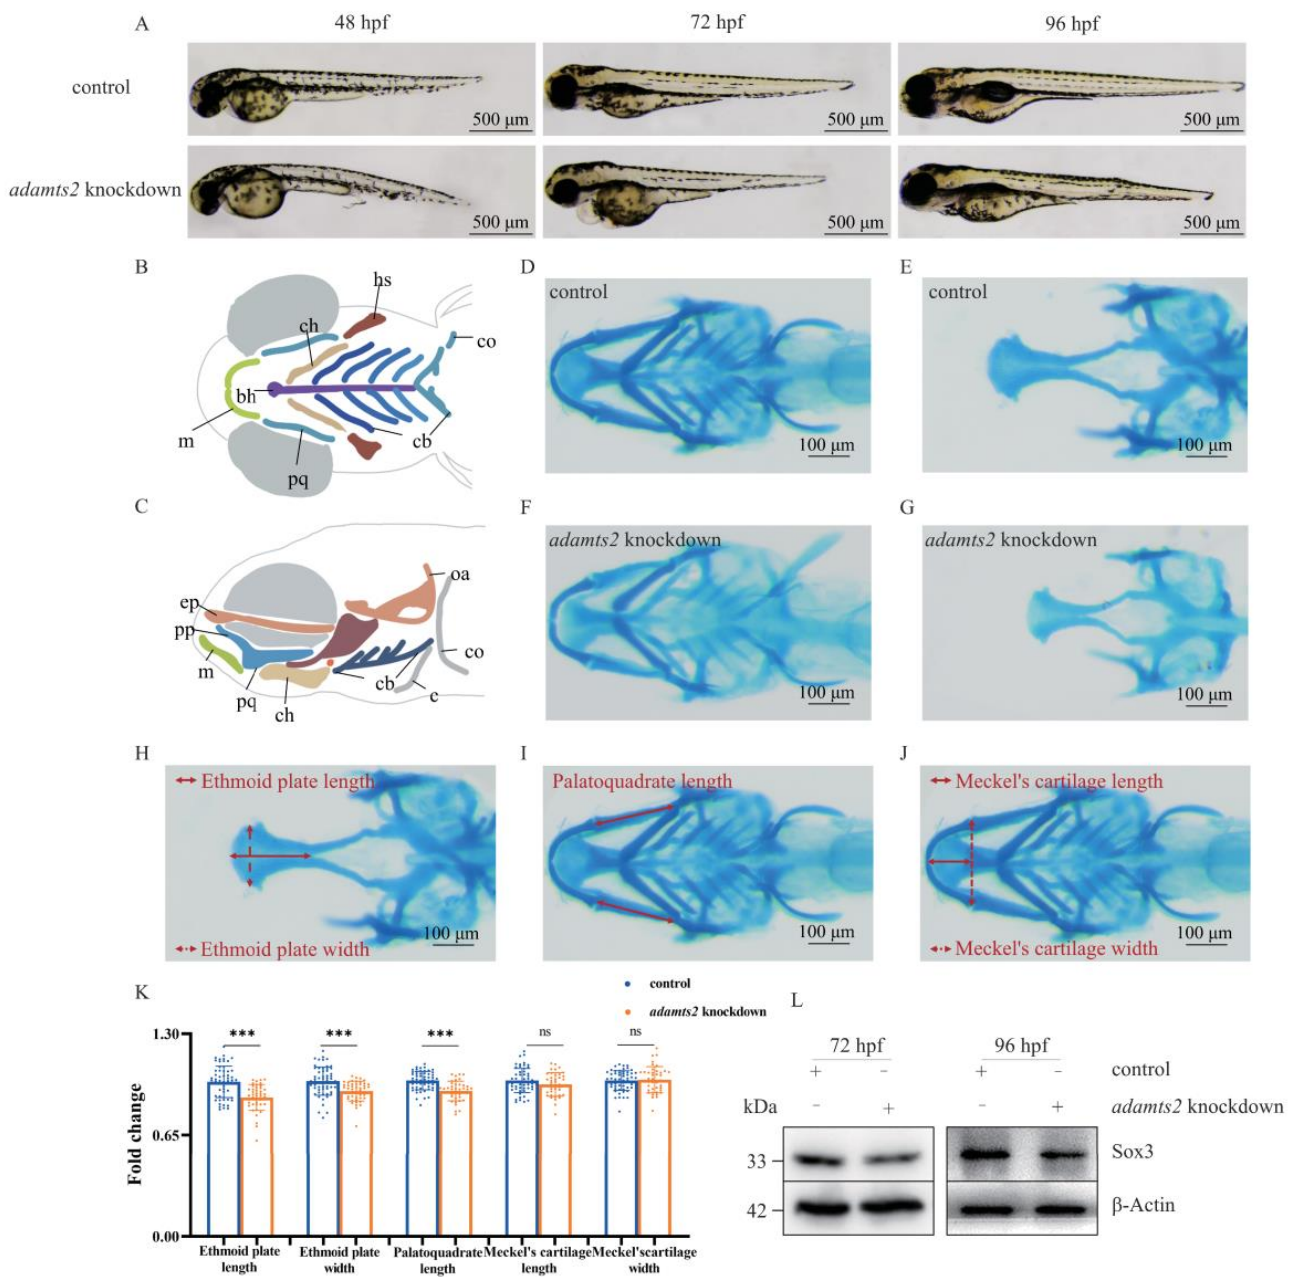 A
48 hpf
72 hpf
96 hpf
control
500 μm
500 μm
500 μm
adamts2 knockdown
500 μm
500 μm
500 μm
B
hs
ch
co
bh
m
cb
pq
D
control
100 μm
E
control
100 μm
C
oa
ep
pp
m
co
pq
cb
c
ch
F
adamts2 knockdown
100 μm
G
adamts2 knockdown
100 μm
H
Ethmoid plate length
100 μm
Ethmoid plate width
I
Palatoquadrate length
100 μm
J
Meckel's cartilage length
100 μm
Meckel's cartilage width
K
control
adamts2 knockdown
1.30
*** *** *** ns ns
Fold change
0.65
0.00
Ethmoid plate
length
Ethmoid plate
width
Palatoquadrate
length
Meckel's cartilage
length
Meckel'scartilage
width
L
72 hpf 96 hpf
+ - + - control
kDa - + - + adamts2 knockdown
33 Sox3
42 β-Actin